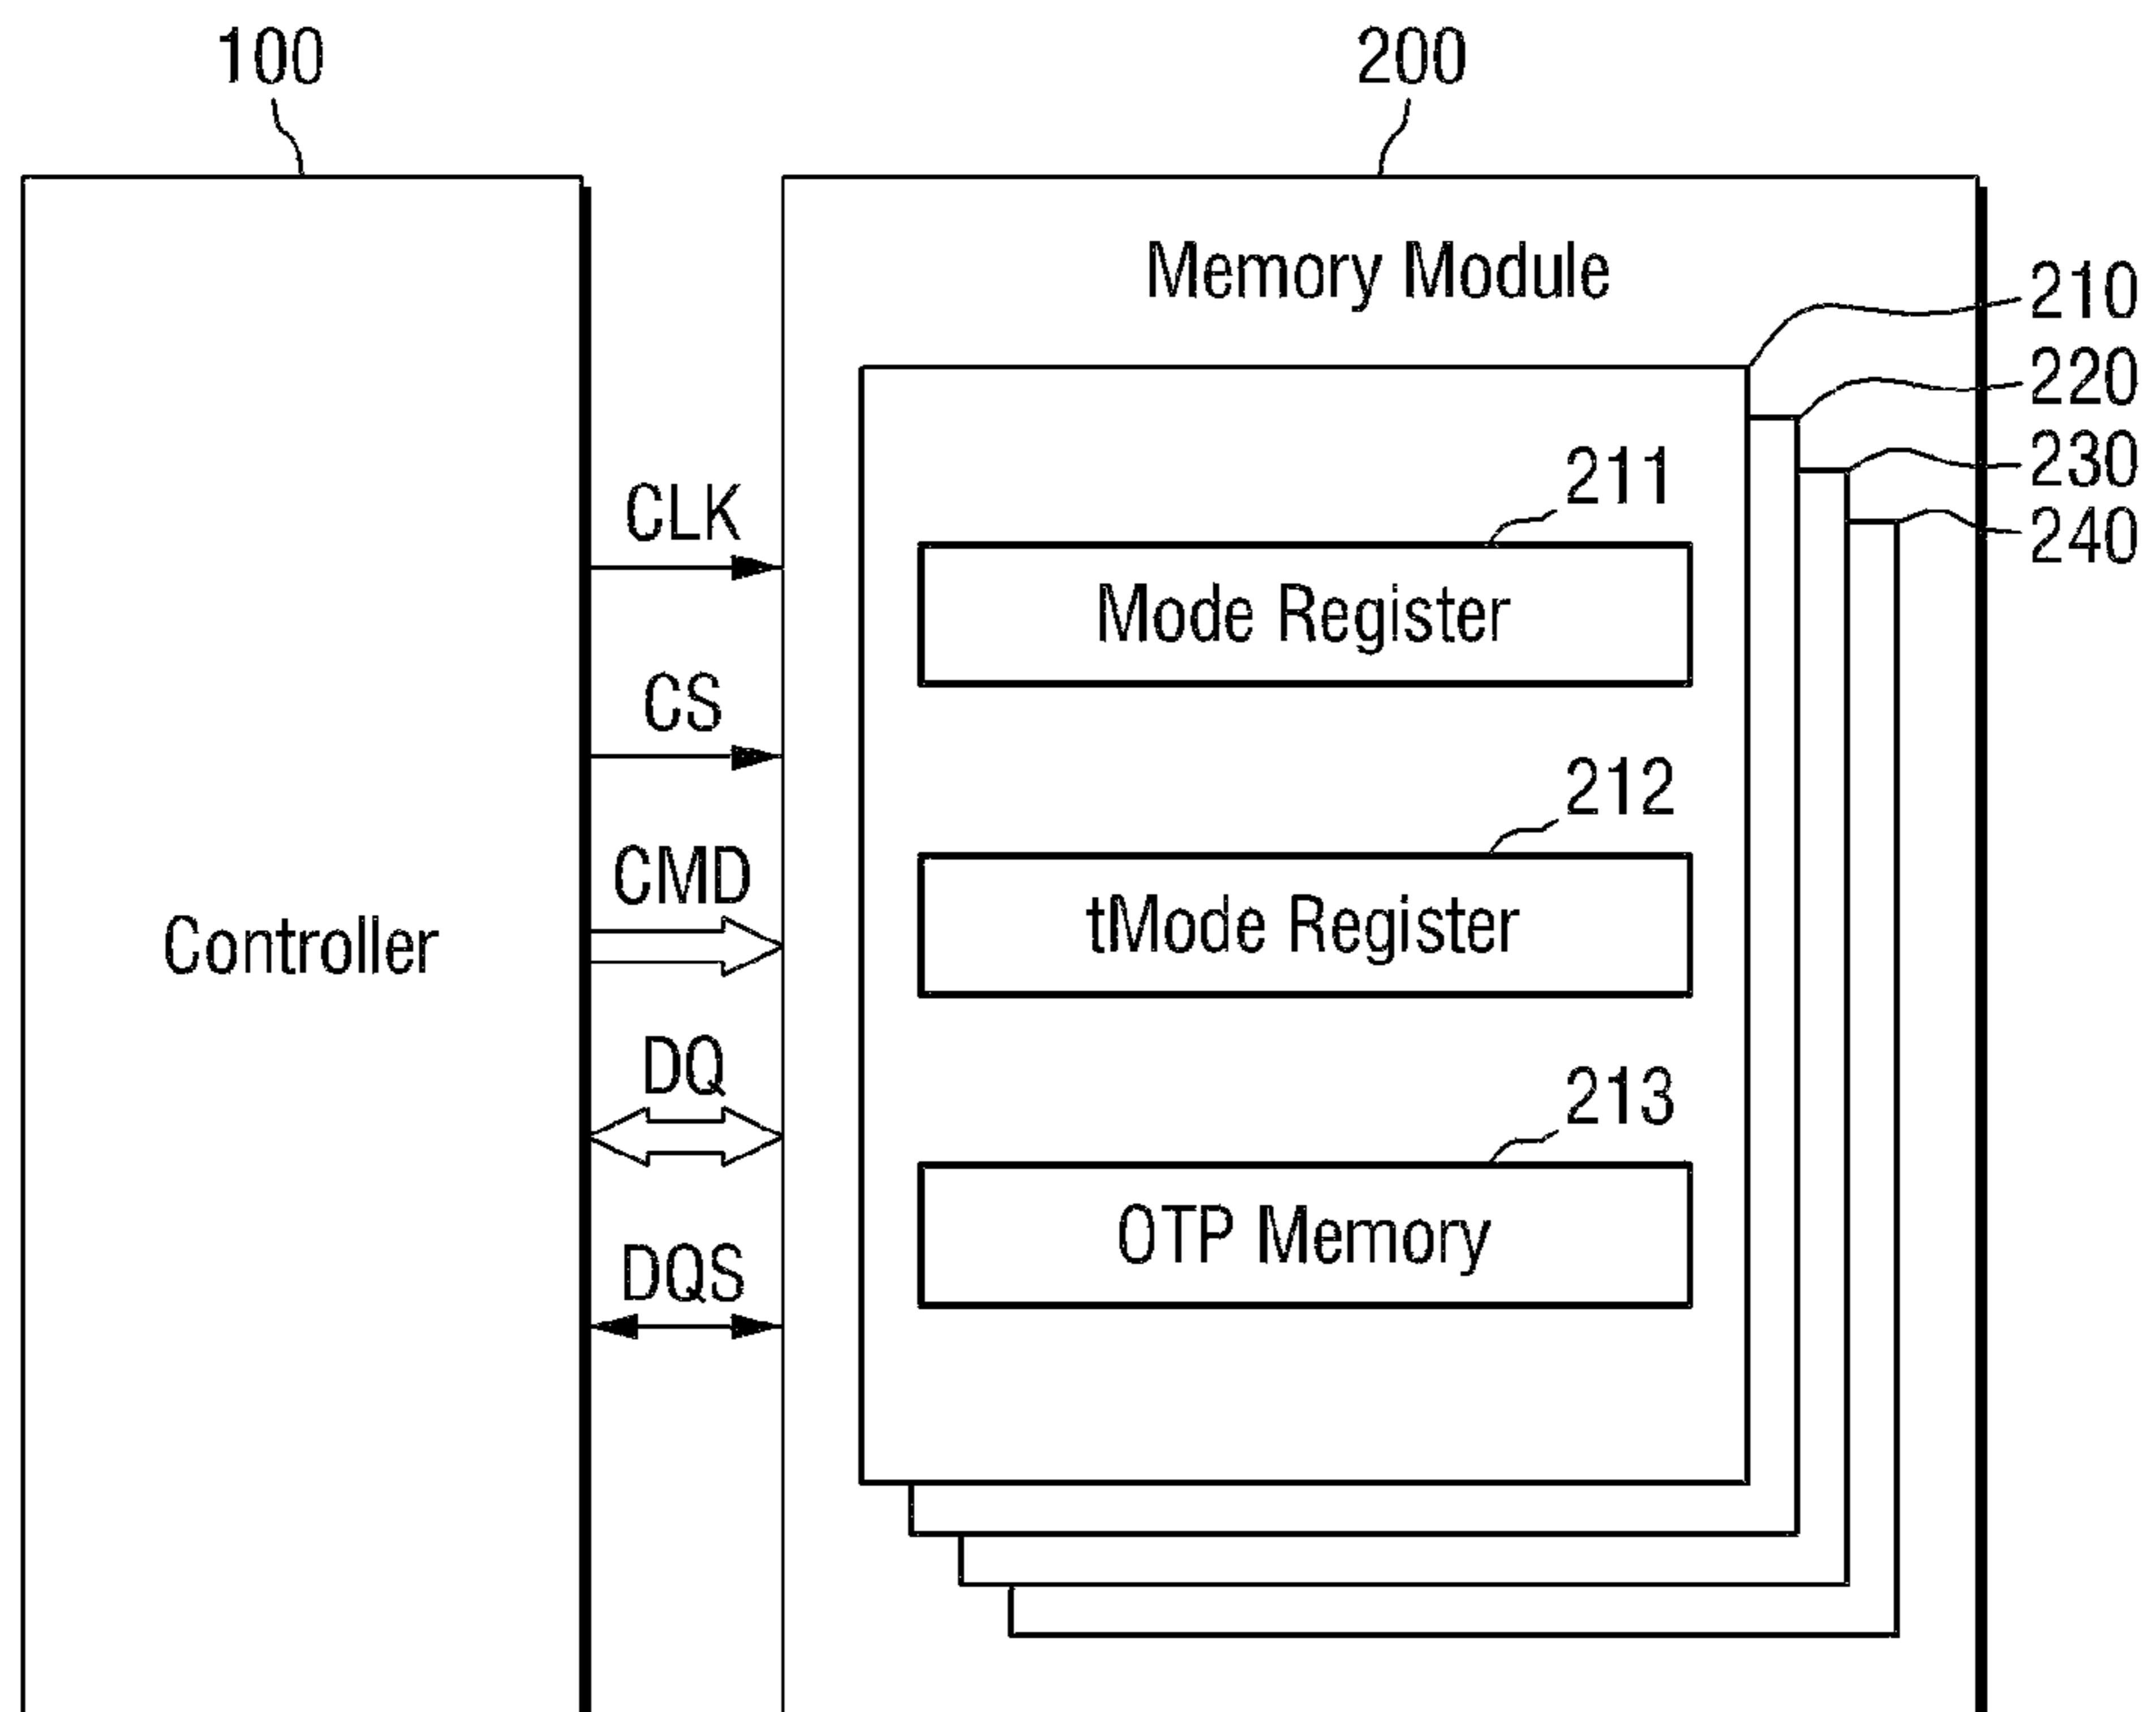 100
200
Memory Module
210
220
230
240
211
CLK
Mode Register
CS
212
CMD
Controller
tMode Register
DQ
213
OTP Memory
DQS